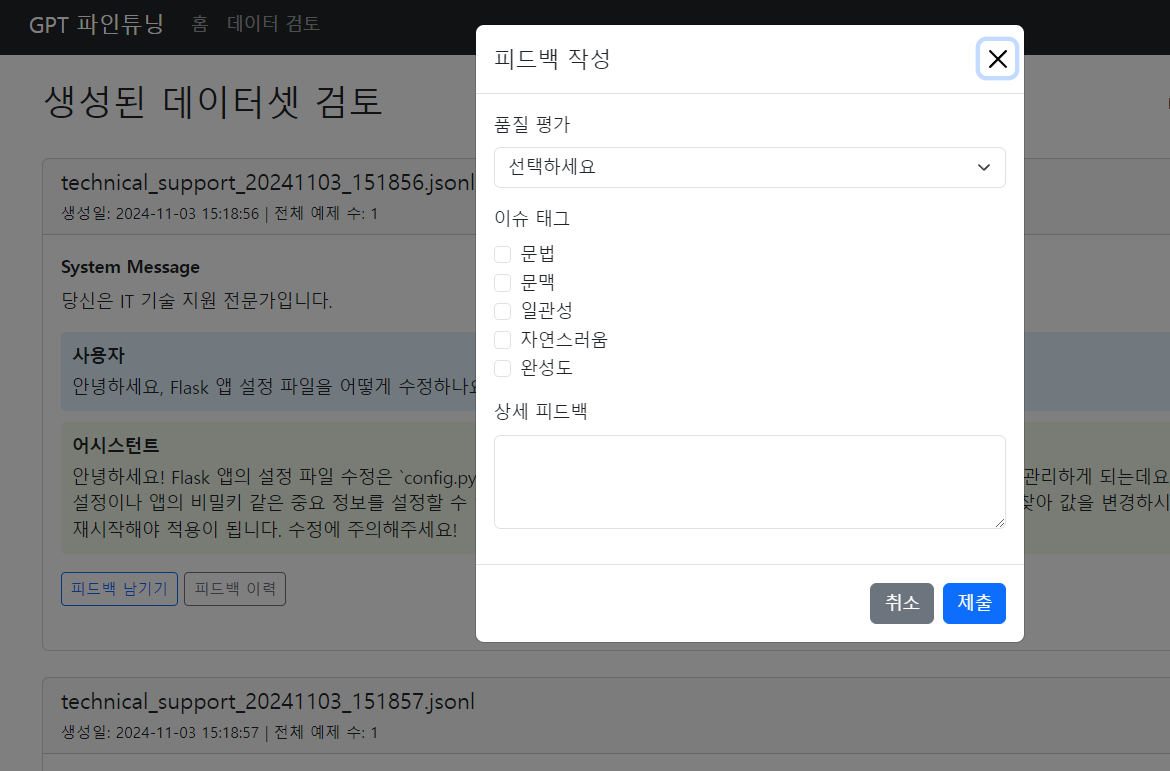 GPT 파인튜닝 홈 데이터 검토
생성된 데이터셋 검토
technical_support_20241103_151856.jsonl
생성일: 2024-11-03 15:18:56 | 전체 예제 수: 1
System Message
당신은 IT 기술 지원 전문가입니다.
사용자
안녕하세요, Flask 앱 설정 파일을 어떻게 수정하나요
어시스턴트
안녕하세요! Flask 앱의 설정 파일 수정은 `config.py 관리하게 되는데요
설정이나 앱의 비밀키 같은 중요 정보를 설정할 수 찾아 값을 변경하시
재시작해야 적용이 됩니다. 수정에 주의해주세요!
피드백 남기기 피드백 이력
technical_support_20241103_151857.jsonl
생성일: 2024-11-03 15:18:57 | 전체 예제 수: 1
피드백 작성
품질 평가
선택하세요
이슈 태그
문법
문맥
일관성
자연스러움
완성도
상세 피드백
취소 제출